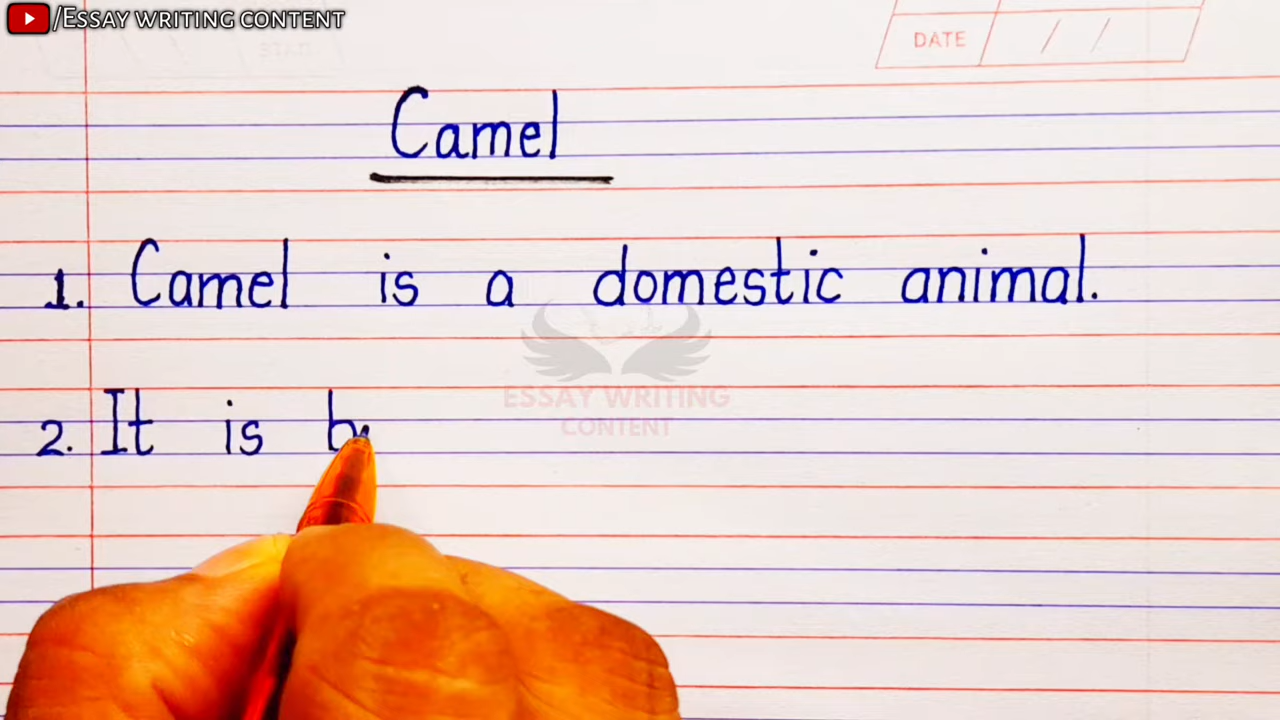 /Essay writing content
DATE / /
Camel
1. Camel is a domestic animal.
ESSAY WRITING
CONTENT
2. It is